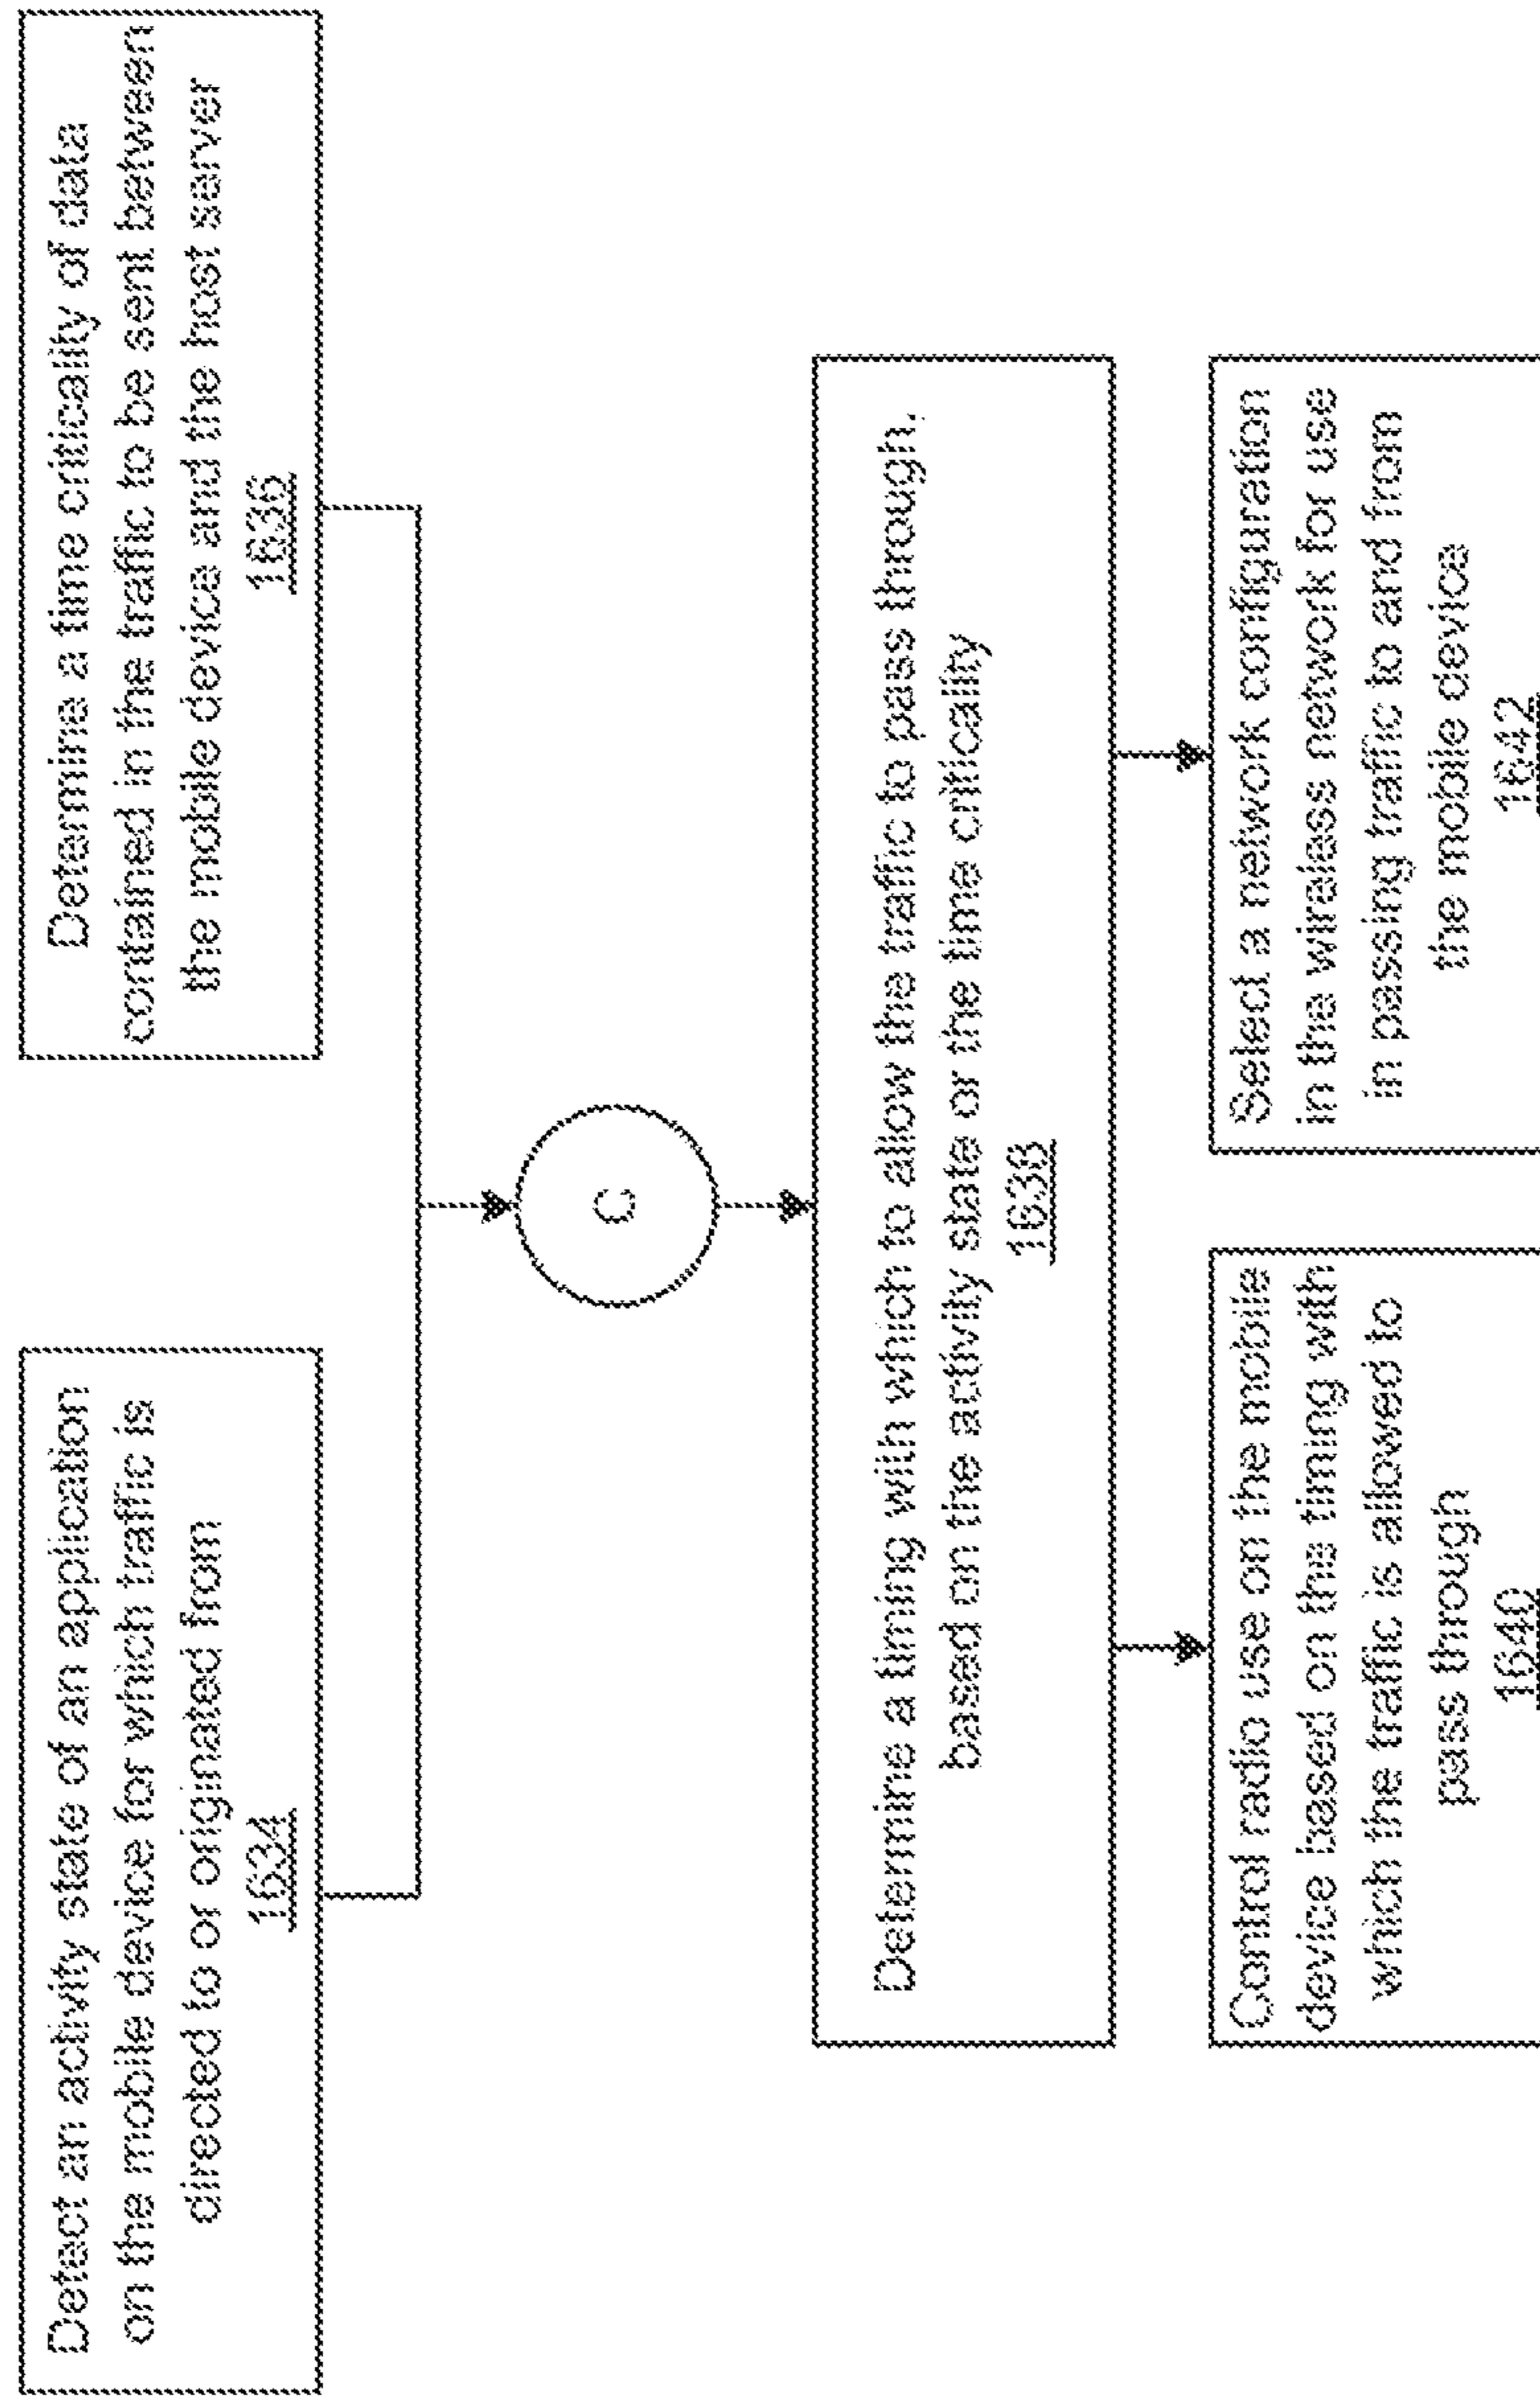 Detect an activity state of an application
on the mobile device for which traffic is
directed to or originated from
1634
Determine a time criticality of data
contained in the traffic to be sent between
the mobile device and the host server
1636
C
Determine a timing with which to allow the traffic to pass through,
based on the activity state or the time criticality
1638
Control radio use on the mobile
device based on the timing with
which the traffic is allowed to
pass through
1640
Select a network configuration
in the wireless network for use
in passing traffic to and from
the mobile device
1642